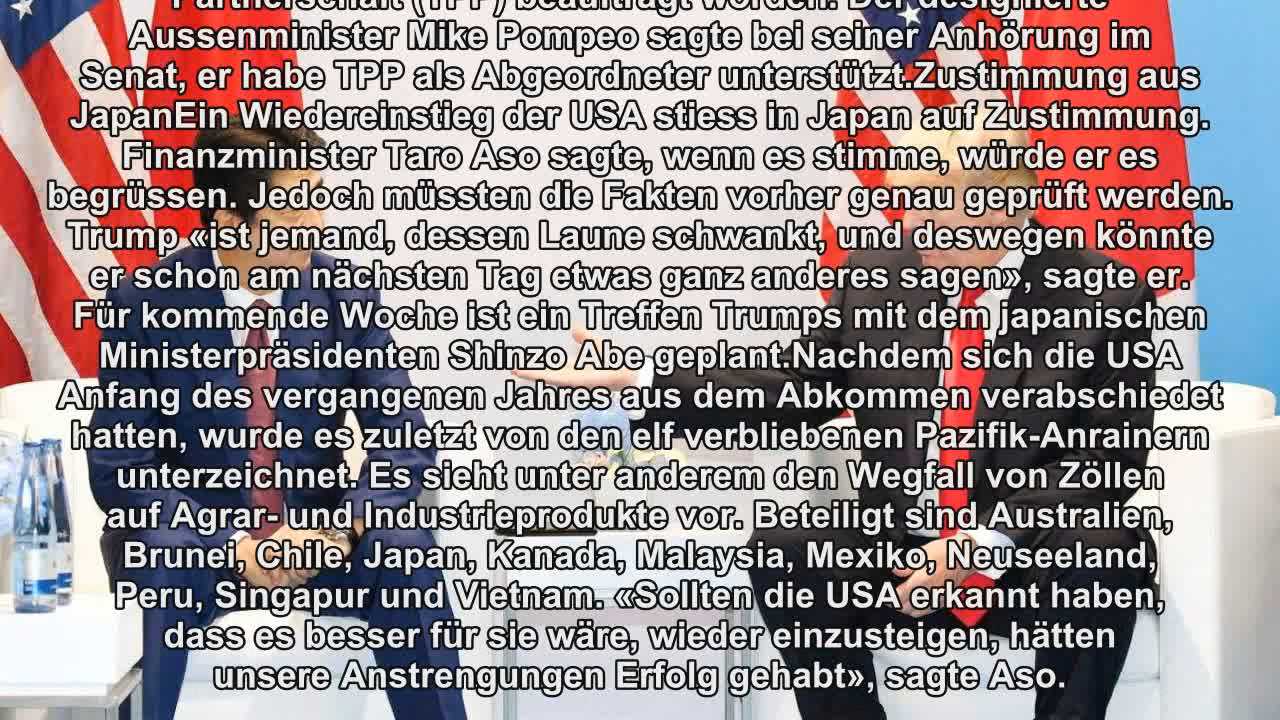 Partnerschaft (TPP) beauftragt worden. Der designierte
Aussenminister Mike Pompeo sagte bei seiner Anhörung im
Senat, er habe TPP als Abgeordneter unterstützt.Zustimmung aus
JapanEin Wiedereinstieg der USA stiess in Japan auf Zustimmung.
Finanzminister Taro Aso sagte, wenn es stimme, würde er es
begrüssen. Jedoch müssten die Fakten vorher genau geprüft werden.
Trump «ist jemand, dessen Laune schwankt, und deswegen könnte
er schon am nächsten Tag etwas ganz anderes sagen», sagte er.
Für kommende Woche ist ein Treffen Trumps mit dem japanischen
Ministerpräsidenten Shinzo Abe geplant.Nachdem sich die USA
Anfang des vergangenen Jahres aus dem Abkommen verabschiedet
hatten, wurde es zuletzt von den elf verbliebenen Pazifik-Anrainern
unterzeichnet. Es sieht unter anderem den Wegfall von Zöllen
auf Agrar- und Industrieprodukte vor. Beteiligt sind Australien,
Brunei, Chile, Japan, Kanada, Malaysia, Mexiko, Neuseeland,
Peru, Singapur und Vietnam. «Sollten die USA erkannt haben,
dass es besser für sie wäre, wieder einzusteigen, hätten
unsere Anstrengungen Erfolg gehabt», sagte Aso.